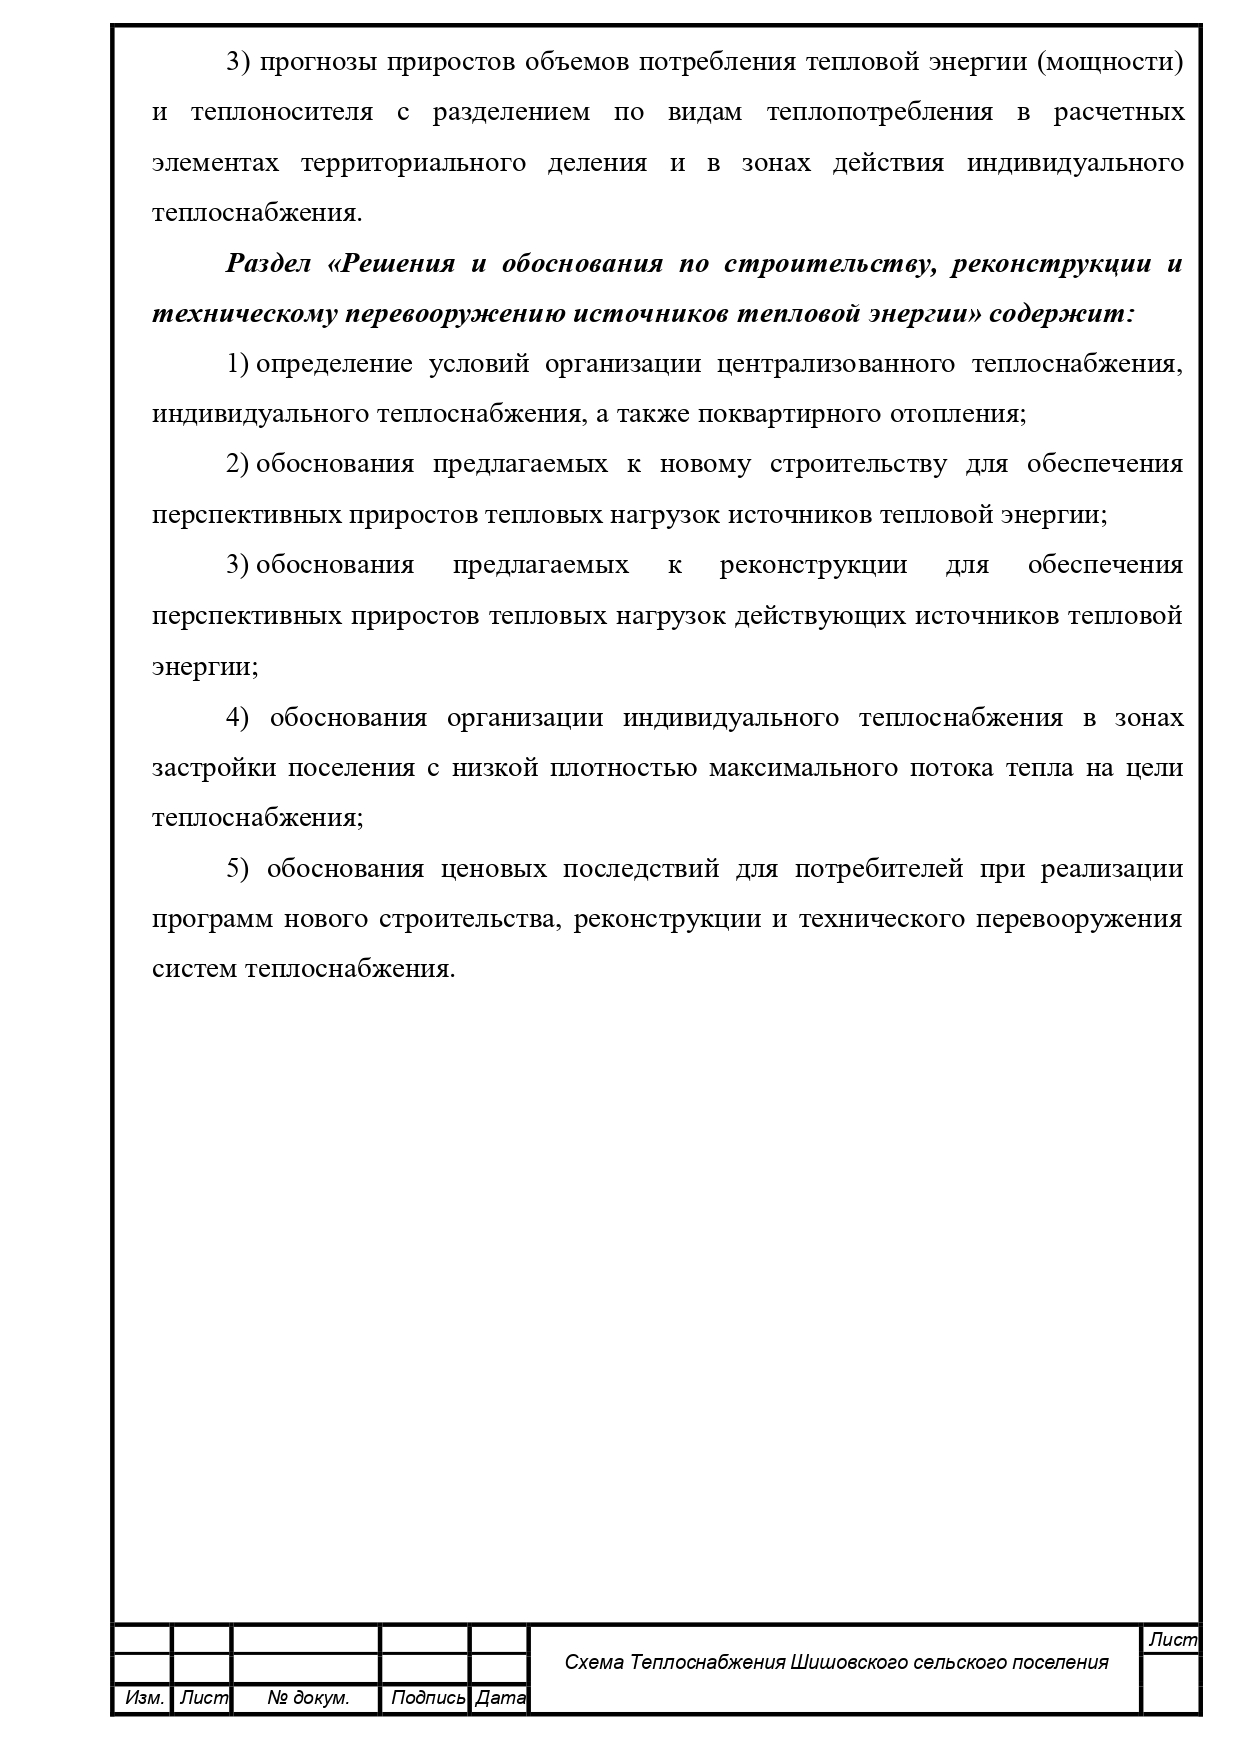 3) прогнозы приростов объемов потребления тепловой энергии (мощности)
и теплоносителя с разделением по видам теплопотребления в расчетных
элементах территориального деления и в зонах действия индивидуального
теплоснабжения.
Раздел «Решения и обоснования по строительству, реконструкции и
техническому перевооружению источников тепловой энергии» содержит:
1) определение условий организации централизованного теплоснабжения,
индивидуального теплоснабжения, а также поквартирного отопления;
2) обоснования предлагаемых к новому строительству для обеспечения
перспективных приростов тепловых нагрузок источников тепловой энергии;
3) обоснования предлагаемых к реконструкции для обеспечения
перспективных приростов тепловых нагрузок действующих источников тепловой
энергии;
4) обоснования организации индивидуального теплоснабжения в зонах
застройки поселения с низкой плотностью максимального потока тепла на цели
теплоснабжения;
5) обоснования ценовых последствий для потребителей при реализации
программ нового строительства, реконструкции и технического перевооружения
систем теплоснабжения.
Лист
Схема Теплоснабжения Шишовского сельского поселения
Изм. Лист № докум. Подпись Дата